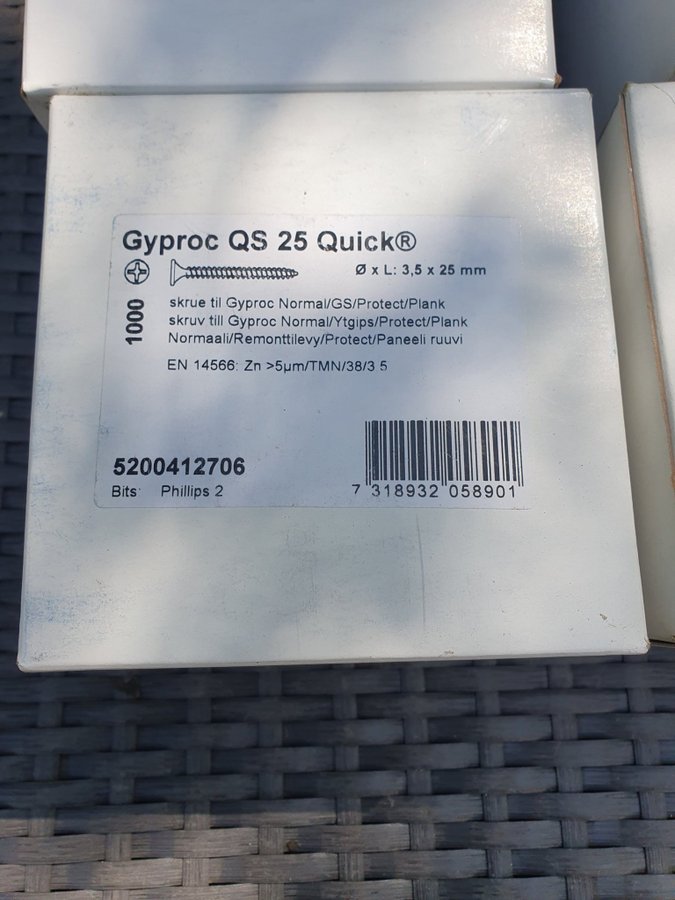 Gyproc QS 25 Quick®
Ø x L: 3,5 x 25 mm
1000
skrue til Gyproc Normal/GS/Protect/Plank
skruv till Gyproc Normal/Ytgips/Protect/Plank
Normaali/Remonttilevy/Protect/Paneeli ruuvi
EN 14566: Zn >5µm/TMN/38/3 5
5200412706
Bits: Phillips 2
7 318932 058901